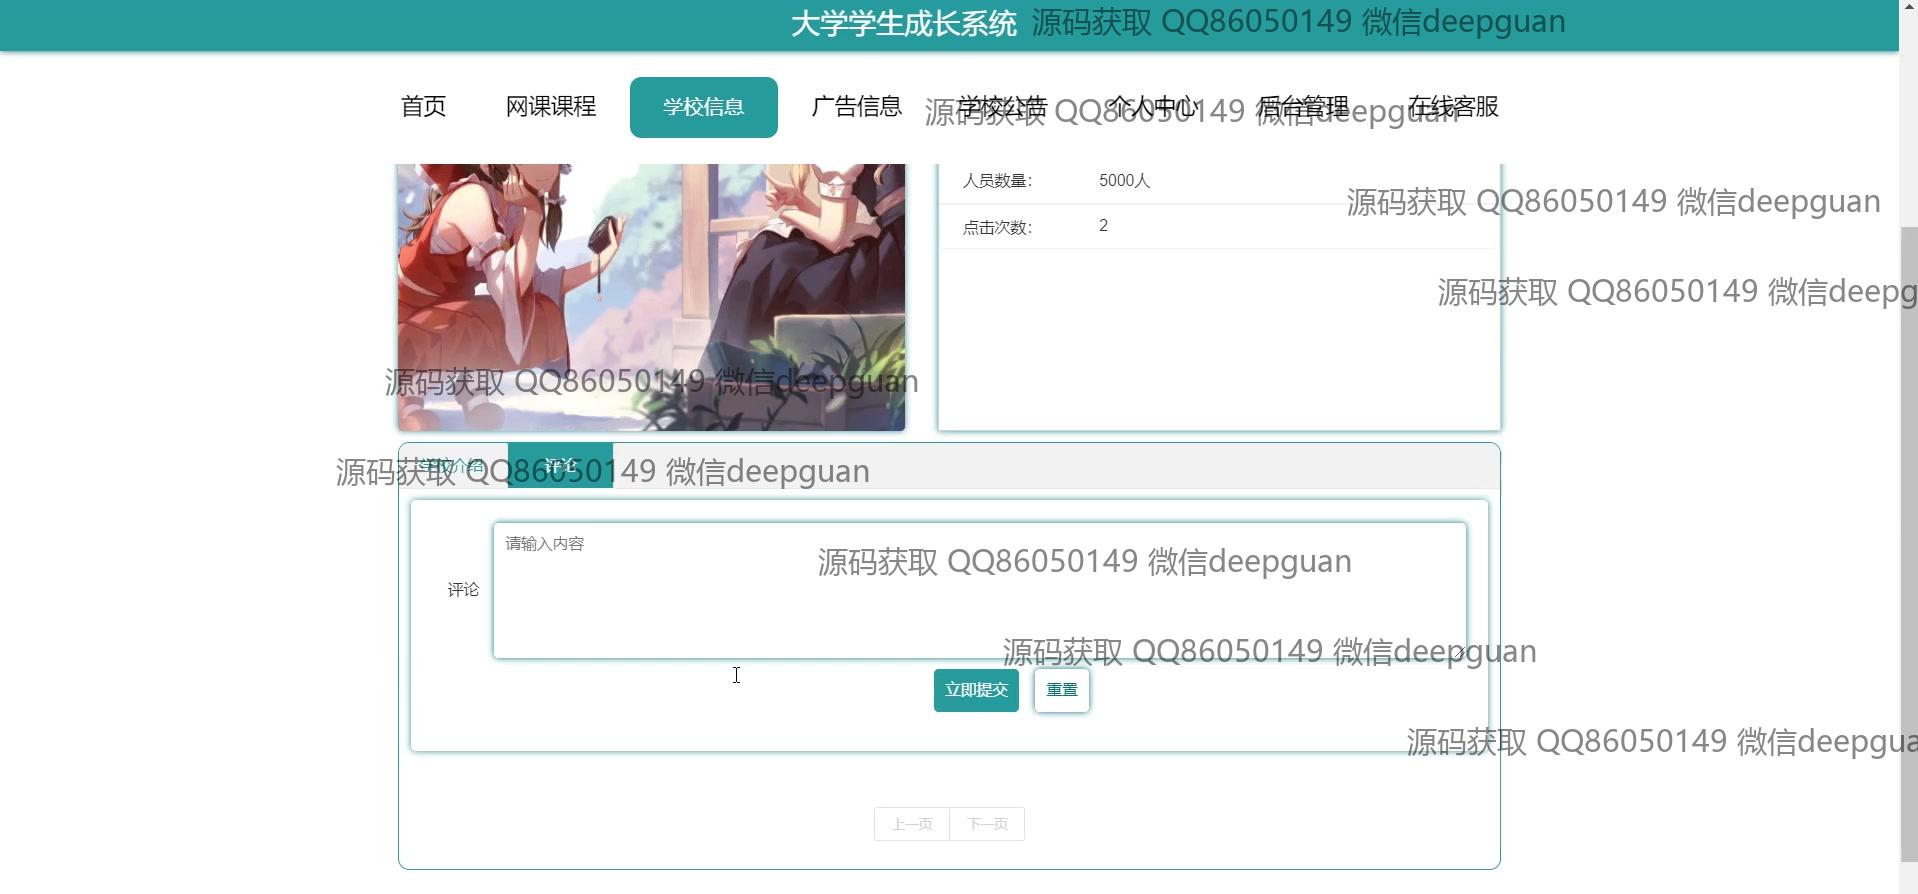 大学学生成长系统
源码获取 QQ86050149 微信deepguan
首页 网课课程 学校信息 广告信息 学校公告 个人中心 后台管理 在线客服
源码获取 QQ86050149 微信deepguan
人员数量： 5000人
源码获取 QQ86050149 微信deepguan
点击次数： 2
源码获取 QQ86050149 微信deepg
源码获取 QQ86050149 微信deepguan
学校介绍 评论
源码获取 QQ86050149 微信deepguan
请输入内容
源码获取 QQ86050149 微信deepguan
评论
源码获取 QQ86050149 微信deepguan
立即提交 重置
源码获取 QQ86050149 微信deepgua
上一页 下一页